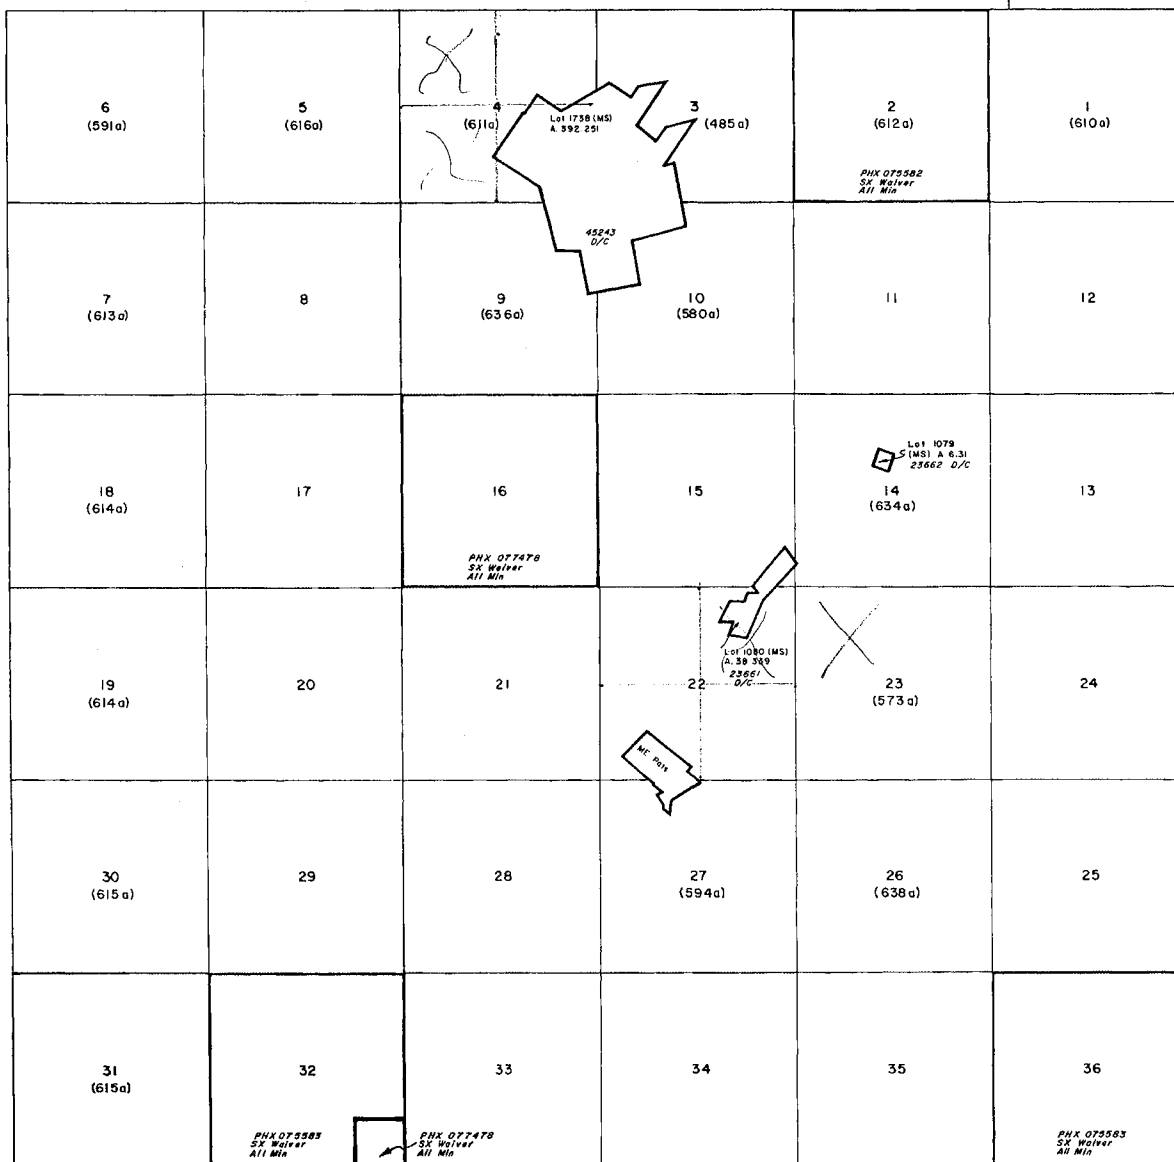 6
(591a)
5
(616a)
4
(611a)
Lot 1738 (MS)
A. 392.251
3
(485a)
2
(612a)
PHX 075582
SX Waiver
All Min
1
(610a)
45243
D/C
7
(613a)
8
9
(636a)
10
(580a)
11
12
18
(614a)
17
16
PHX 077478
SX Waiver
All Min
15
Lot 1079
(MS) A 6.31
23662 D/C
14
(634a)
13
19
(614a)
20
21
Lot 1080 (MS)
A. 38 339
23661
D/C
22
23
(573a)
24
ME Pats
30
(615a)
29
28
27
(594a)
26
(638a)
25
31
(615a)
32
PHX 075583
SX Waiver
All Min
PHX 077478
SX Waiver
All Min
33
34
35
36
PHX 075583
SX Waiver
All Min